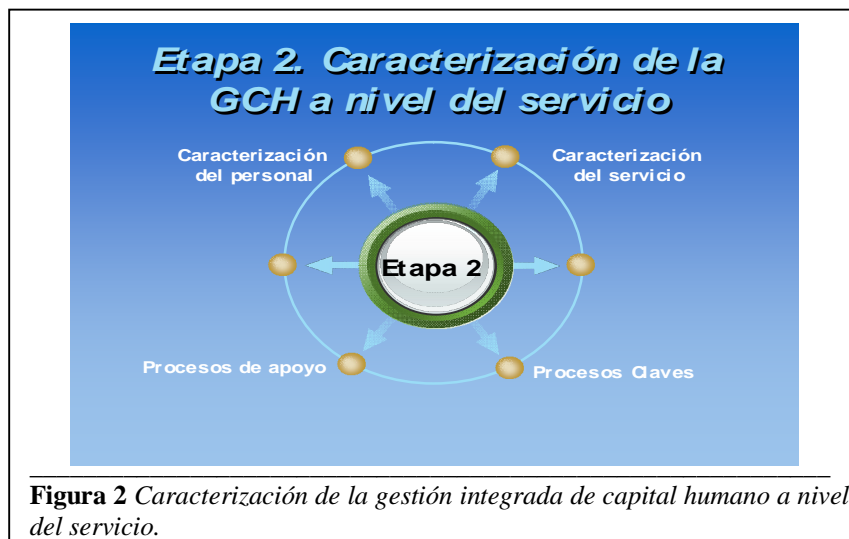 Etapa 2. Caracterización de la
GCH a nivel del servicio
Caracterización
del personal
Caracterización
del servicio
Etapa 2
Procesos de apoyo
Procesos Claves
Figura 2 Caracterización de la gestión integrada de capital humano a nivel
del servicio.